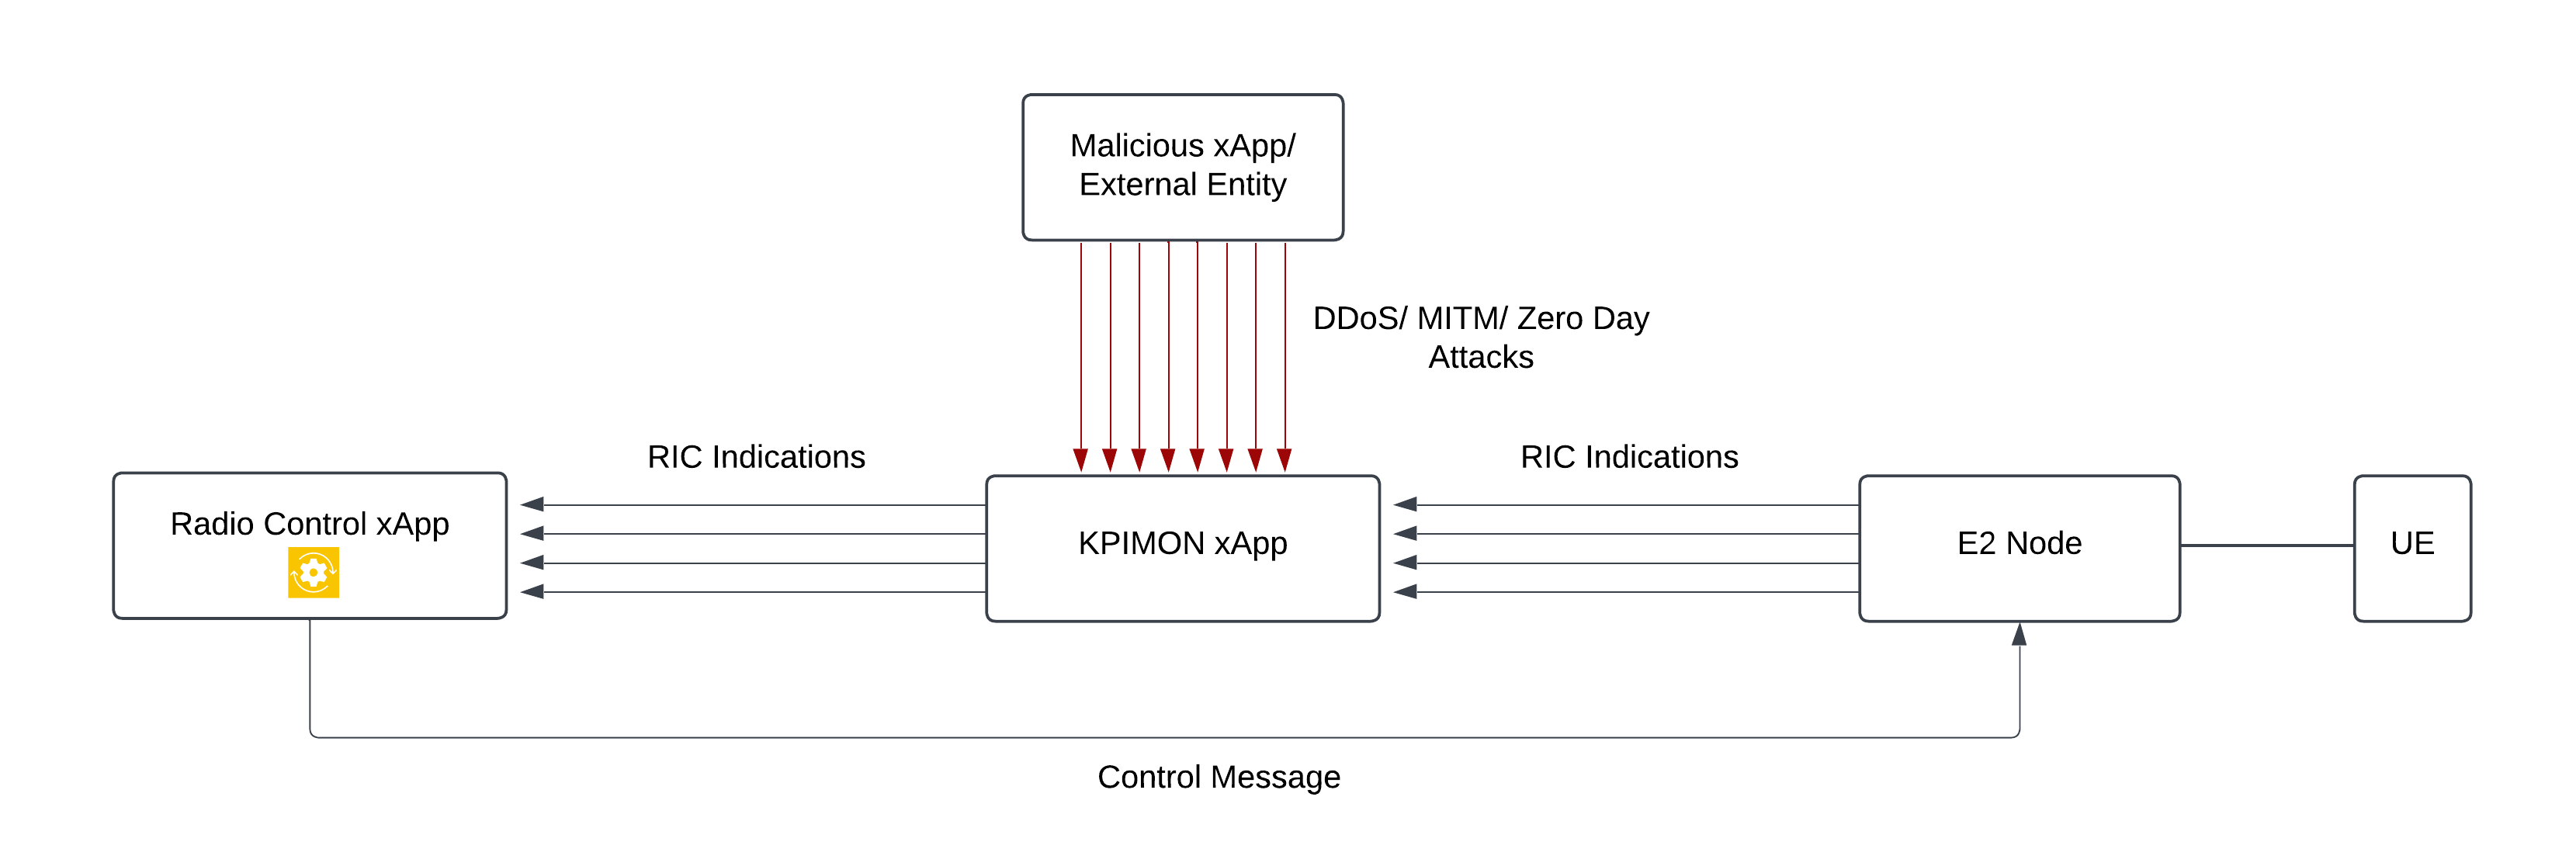 Malicious xApp/
External Entity
DDoS/ MITM/ Zero Day
Attacks
RIC Indications
RIC Indications
Radio Control xApp
KPIMON xApp
E2 Node
UE
Control Message